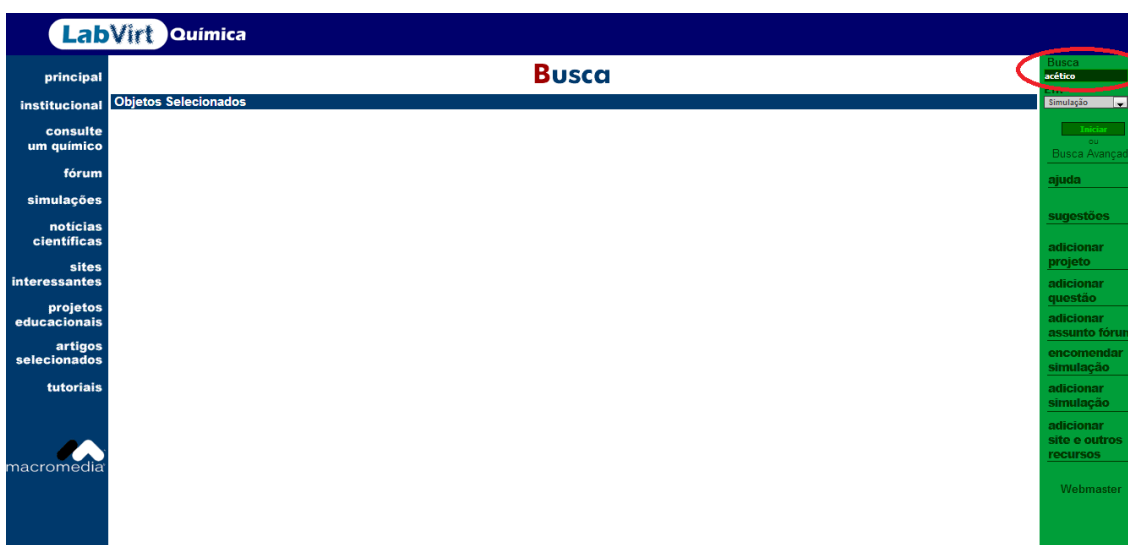 LabVirt Química
principal
institucional
consulte
um químico
fórum
simulações
notícias
científicas
sites
interessantes
projetos
educacionais
artigos
selecionados
tutoriais
macromedia
Busca
Objetos Selecionados
Busca
acético
Simulação
Iniciar
ou
Busca Avançad
ajuda
sugestões
adicionar
projeto
adicionar
questão
adicionar
assunto fórum
encomendar
simulação
adicionar
simulação
adicionar
site e outros
recursos
Webmaster